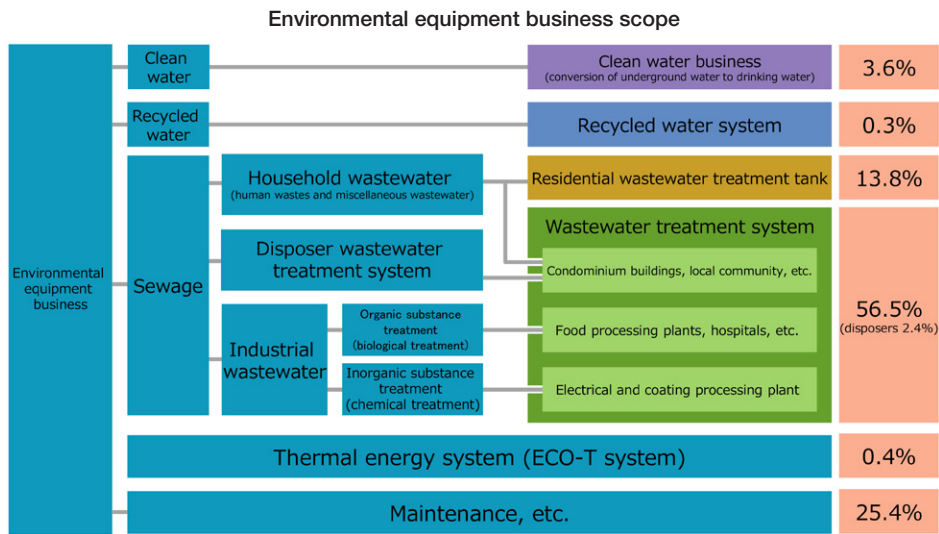 Environmental equipment business scope
Environmental
equipment
business
Clean
water
Clean water business
(conversion of underground water to drinking water)
3.6%
Recycled
water
Recycled water system
0.3%
Sewage
Household wastewater
(human wastes and miscellaneous wastewater)
Residential wastewater treatment tank
13.8%
Disposer wastewater
treatment system
Wastewater treatment system
Condominium buildings, local community, etc.
56.5%
(disposers 2.4%)
Industrial
wastewater
Organic substance
treatment
(biological treatment)
Food processing plants, hospitals, etc.
Inorganic substance
treatment
(chemical treatment)
Electrical and coating processing plant
Thermal energy system (ECO-T system)
0.4%
Maintenance, etc.
25.4%